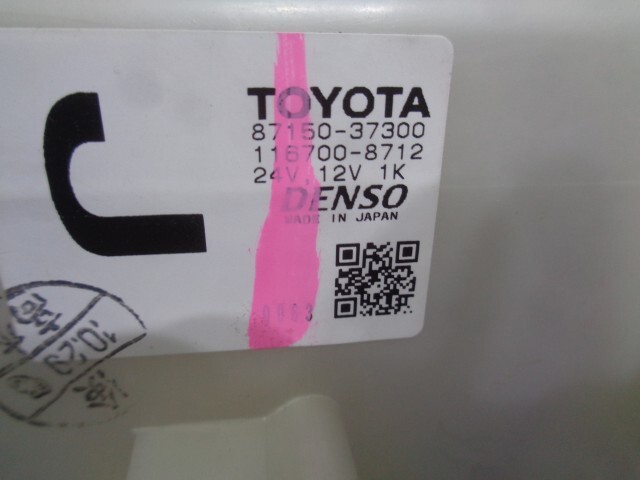 TOYOTA
87150-37300
116700-8712
24V,12V 1K
DENSO
MADE IN JAPAN